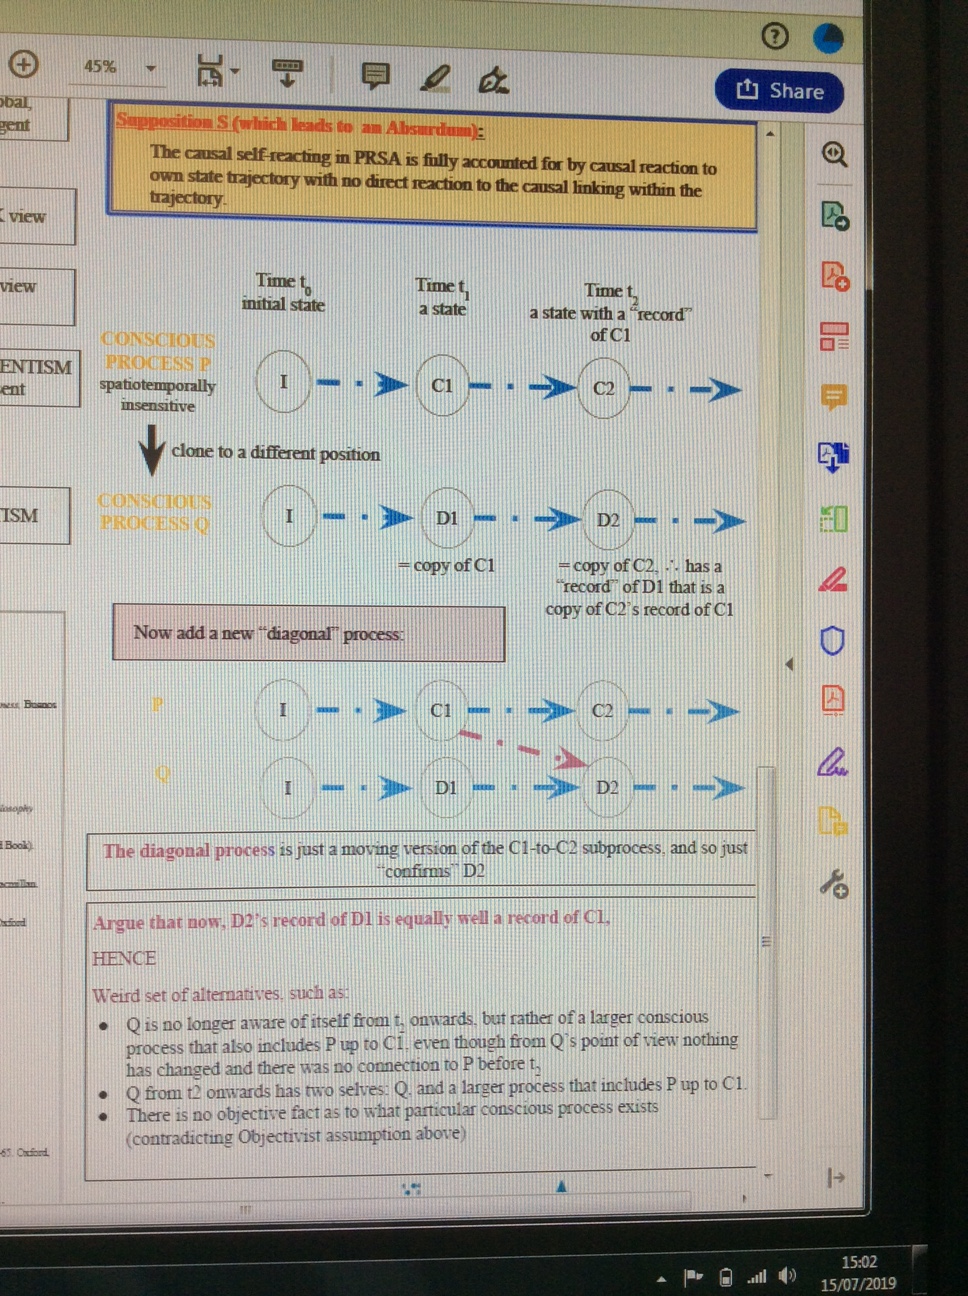 45%
Share
obal,
gent
view
view
ENTISM
ent
ISM
Supposition S (which leads to an Absurdum):
The causal self-reacting in PRSA is fully accounted for by causal reaction to
own state trajectory with no direct reaction to the causal linking within the
trajectory.
Time t0
initial state
Time t1
a state
Time t2
a state with a "record"
of C1
CONSCIOUS
PROCESS P
spatiotemporally
insensitive
I
C1
C2
clone to a different position
CONSCIOUS
PROCESS Q
I
D1
D2
= copy of C1
= copy of C2, ∴ has a
"record" of D1 that is a
copy of C2's record of C1
Now add a new "diagonal" process:
P
I
C1
C2
Q
I
D1
D2
The diagonal process is just a moving version of the C1-to-C2 subprocess, and so just
"confirms" D2
Argue that now, D2's record of D1 is equally well a record of C1,
HENCE
Weird set of alternatives, such as:
• Q is no longer aware of itself from t2 onwards, but rather of a larger conscious
process that also includes P up to C1, even though from Q's point of view nothing
has changed and there was no connection to P before t2
• Q from t2 onwards has two selves: Q, and a larger process that includes P up to C1.
• There is no objective fact as to what particular conscious process exists
(contradicting Objectivist assumption above)
losophy
Book).
Oxford
65. Oxford,
15:02
15/07/2019